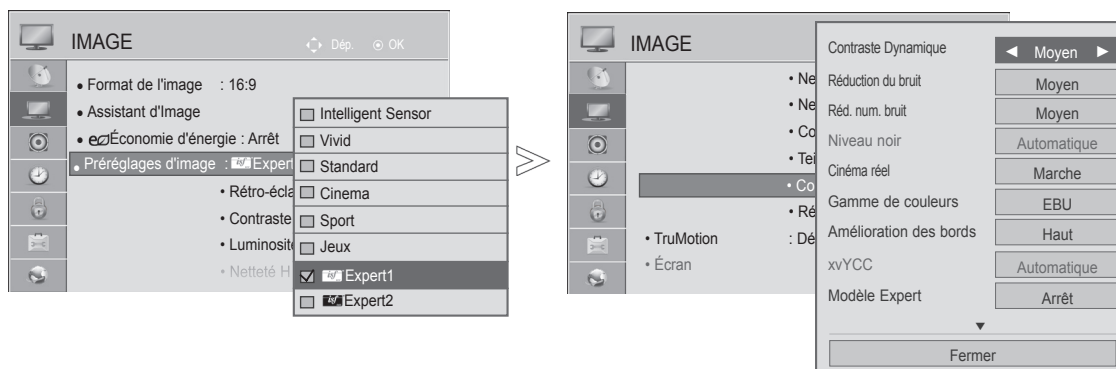 IMAGE
Dép. OK
• Format de l'image : 16:9
• Assistant d'Image
• Économie d'énergie : Arrêt
• Préréglages d'image : Expert
• Rétro-écla
• Contraste
• Luminosité
• Netteté H
Intelligent Sensor
Vivid
Standard
Cinema
Sport
Jeux
Expert1
Expert2
IMAGE
• Ne
• Ne
• Co
• Tei
• Co
• Ré
• TruMotion : Dé
• Écran
Contraste Dynamique ◄ Moyen ►
Réduction du bruit Moyen
Réd. num. bruit Moyen
Niveau noir Automatique
Cinéma réel Marche
Gamme de couleurs EBU
Amélioration des bords Haut
xvYCC Automatique
Modèle Expert Arrêt
▼
Fermer